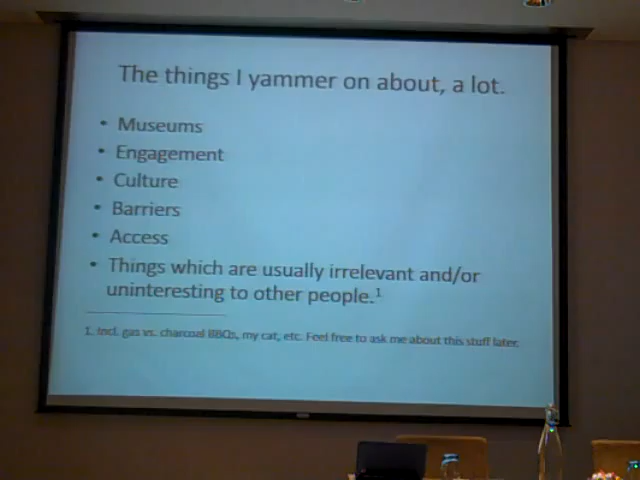 The things I yammer on about, a lot.
• Museums
• Engagement
• Culture
• Barriers
• Access
• Things which are usually irrelevant and/or
uninteresting to other people.¹
1. Incl. gas vs. charcoal BBQs, my cat, etc. Feel free to ask me about this stuff later.